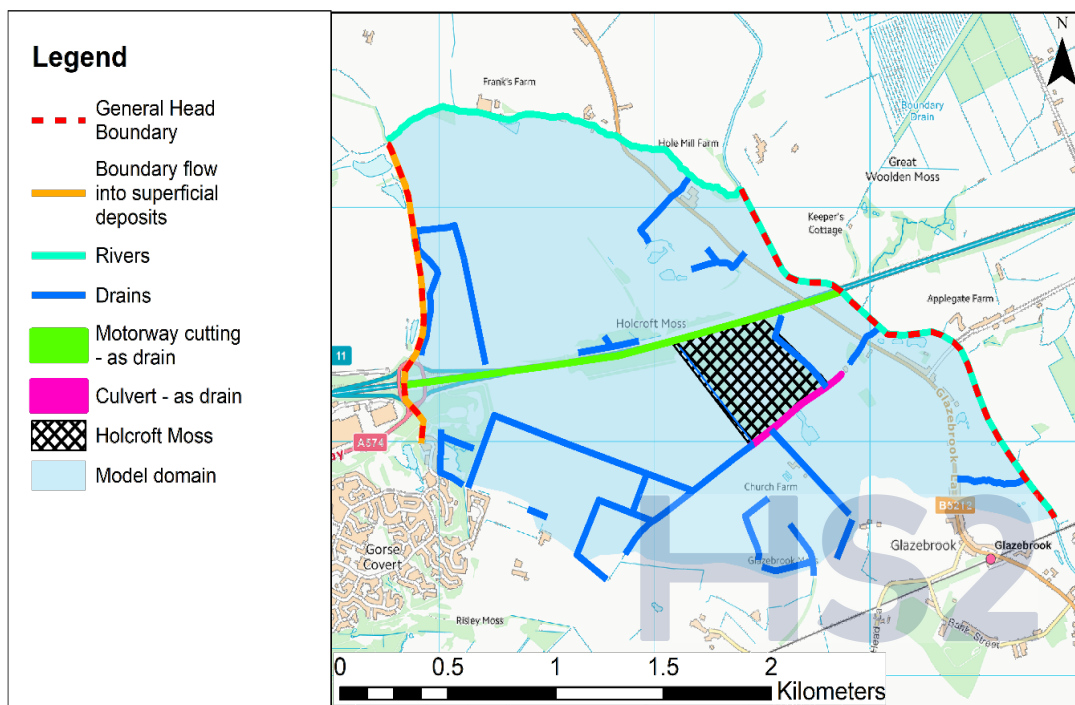 Legend
General Head
Boundary
Boundary flow
into superficial
deposits
Rivers
Drains
Motorway cutting
- as drain
Culvert - as drain
Holcroft Moss
Model domain
N
Frank's Farm
Boundary
Drain
Hole Mill Farm
Great
Woolden Moss
Keeper's
Cottage
Applegate Farm
Holcroft Moss
11
A574
Church Farm
B5212
Glazebrook
Glazebrook
Gorse
Covert
Risley Moss
HS2
0
0.5
1
1.5
2
Kilometers